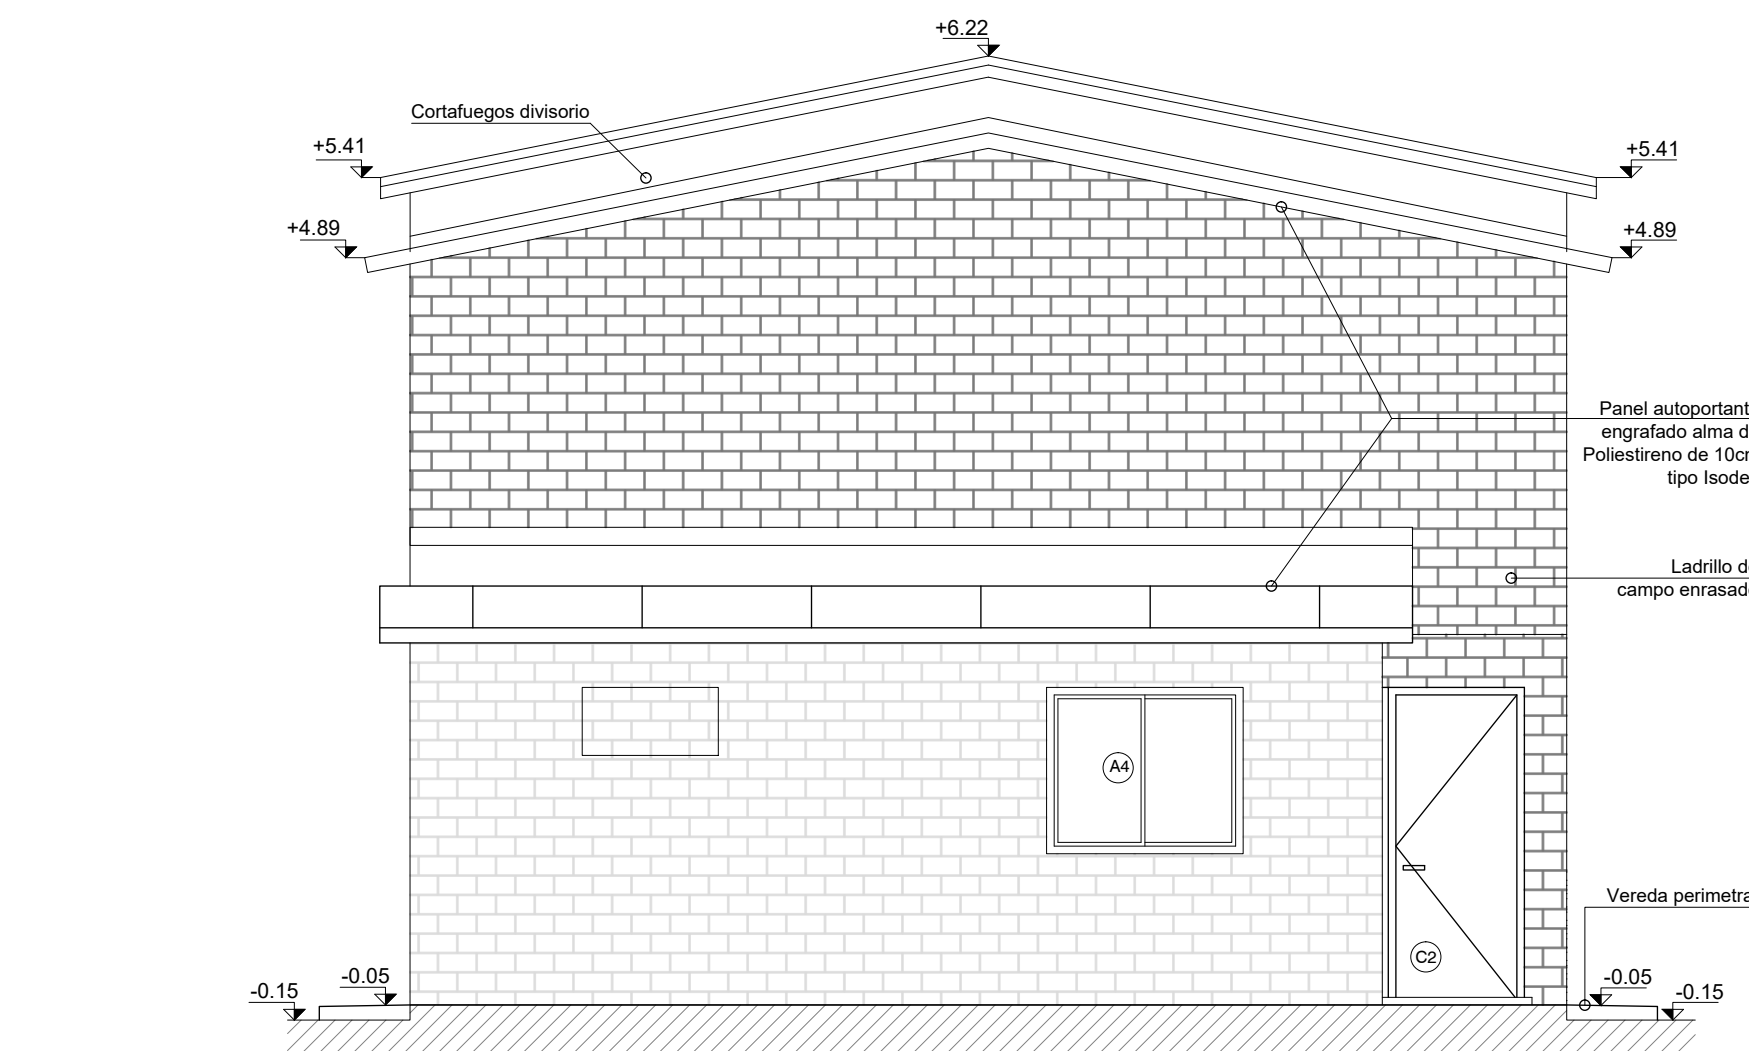 +6.22
Cortafuegos divisorio
+5.41
+5.41
+4.89
+4.89
Panel autoportant
engrafado alma d
Poliestireno de 10c
tipo Isode
Ladrillo d
campo enrasad
A4
Vereda perimetra
C2
-0.05
-0.15
-0.05
-0.15